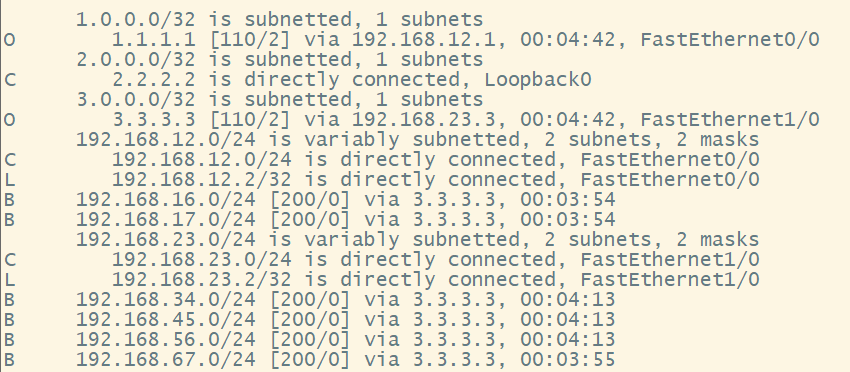 1.0.0.0/32 is subnetted, 1 subnets
O 1.1.1.1 [110/2] via 192.168.12.1, 00:04:42, FastEthernet0/0
2.0.0.0/32 is subnetted, 1 subnets
C 2.2.2.2 is directly connected, Loopback0
3.0.0.0/32 is subnetted, 1 subnets
O 3.3.3.3 [110/2] via 192.168.23.3, 00:04:42, FastEthernet1/0
192.168.12.0/24 is variably subnetted, 2 subnets, 2 masks
C 192.168.12.0/24 is directly connected, FastEthernet0/0
L 192.168.12.2/32 is directly connected, FastEthernet0/0
B 192.168.16.0/24 [200/0] via 3.3.3.3, 00:03:54
B 192.168.17.0/24 [200/0] via 3.3.3.3, 00:03:54
192.168.23.0/24 is variably subnetted, 2 subnets, 2 masks
C 192.168.23.0/24 is directly connected, FastEthernet1/0
L 192.168.23.2/32 is directly connected, FastEthernet1/0
B 192.168.34.0/24 [200/0] via 3.3.3.3, 00:04:13
B 192.168.45.0/24 [200/0] via 3.3.3.3, 00:04:13
B 192.168.56.0/24 [200/0] via 3.3.3.3, 00:04:13
B 192.168.67.0/24 [200/0] via 3.3.3.3, 00:03:55